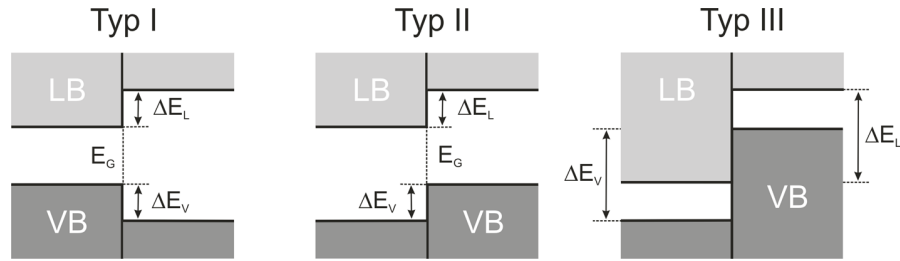 Typ I
LB
ΔE_L
E_G
VB
ΔE_V
Typ II
LB
ΔE_L
E_G
ΔE_V
VB
Typ III
LB
ΔE_V
ΔE_L
VB